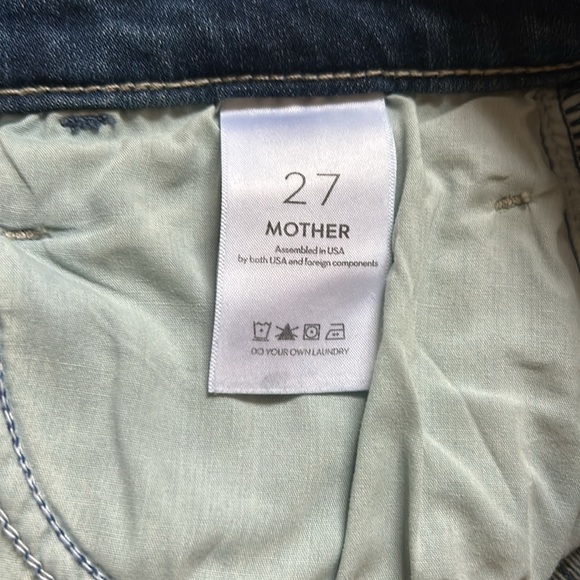 27
MOTHER
Assembled in USA
by both USA and foreign components
DO YOUR OWN LAUNDRY